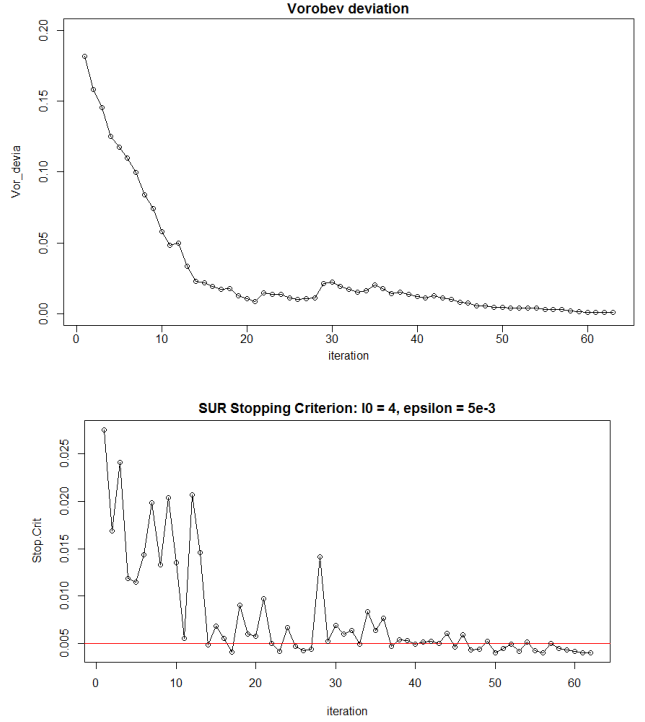 Vorobev deviation
0.20
0.15
0.10
0.05
0.00
Vor_devia
0 10 20 30 40 50 60
iteration
SUR Stopping Criterion: I0 = 4, epsilon = 5e-3
0.025
0.020
0.015
0.010
0.005
Stop.Crit
0 10 20 30 40 50 60
iteration